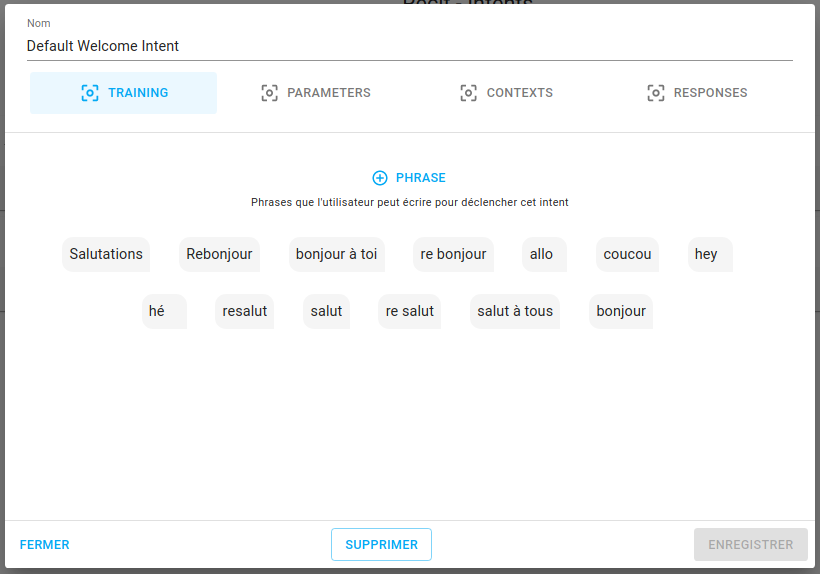 Récit - Intents
Nom
Default Welcome Intent
TRAINING PARAMETERS CONTEXTS RESPONSES
PHRASE
Phrases que l'utilisateur peut écrire pour déclencher cet intent
Salutations Rebonjour bonjour à toi re bonjour allo coucou hey
hé resalut salut re salut salut à tous bonjour
FERMER SUPPRIMER ENREGISTRER